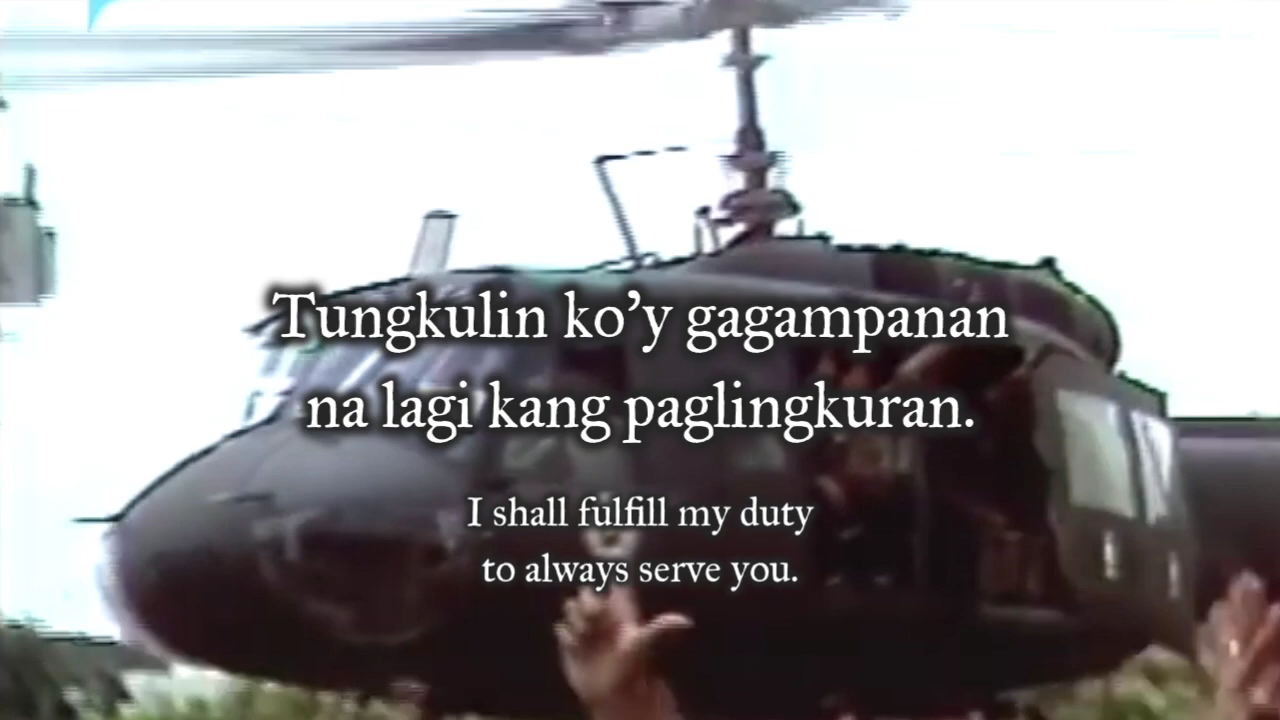 Tungkulin ko’y gagampanan
na lagi kang paglingkuran.
I shall fulfill my duty
to always serve you.